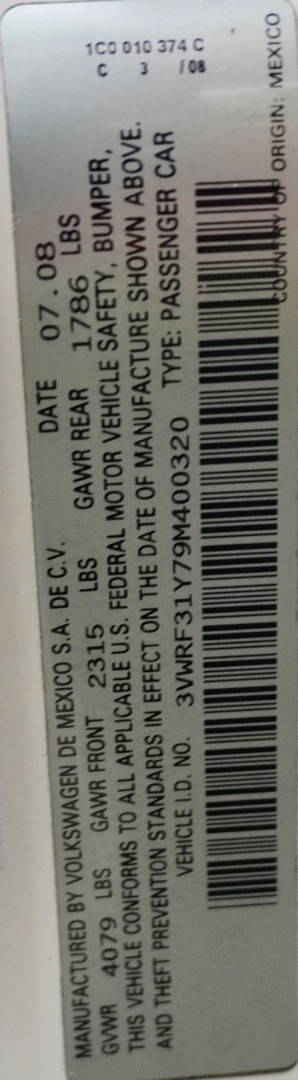 1C0 010 374 C
C 3 /08
MANUFACTURED BY VOLKSWAGEN DE MEXICO S.A. DE C.V. DATE 07.08
GVWR 4079 LBS GAWR FRONT 2315 LBS GAWR REAR 1786 LBS
THIS VEHICLE CONFORMS TO ALL APPLICABLE U.S. FEDERAL MOTOR VEHICLE SAFETY, BUMPER,
AND THEFT PREVENTION STANDARDS IN EFFECT ON THE DATE OF MANUFACTURE SHOWN ABOVE.
VEHICLE I.D. NO. 3VWRF31Y79M400320 TYPE: PASSENGER CAR
COUNTRY OF ORIGIN: MEXICO